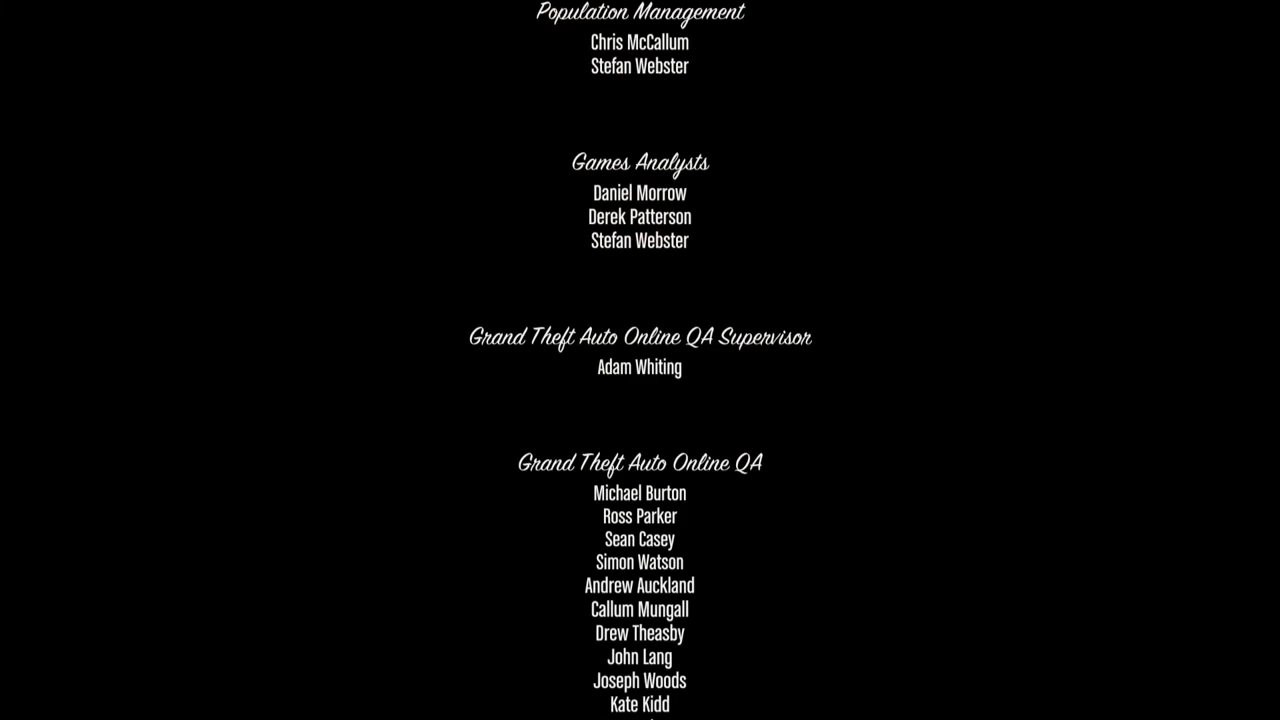 Population Management
Chris McCallum
Stefan Webster
Games Analysts
Daniel Morrow
Derek Patterson
Stefan Webster
Grand Theft Auto Online QA Supervisor
Adam Whiting
Grand Theft Auto Online QA
Michael Burton
Ross Parker
Sean Casey
Simon Watson
Andrew Auckland
Callum Mungall
Drew Theasby
John Lang
Joseph Woods
Kate Kidd